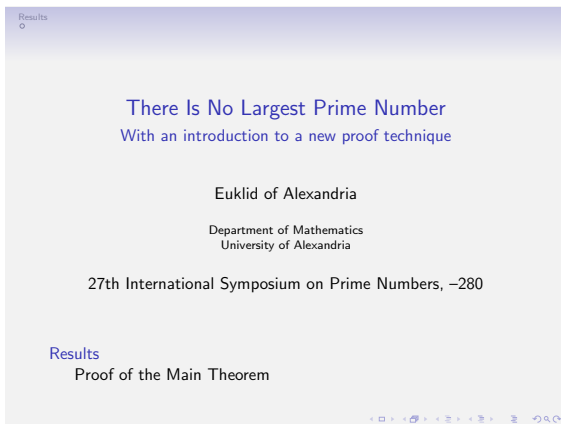 Results
There Is No Largest Prime Number
With an introduction to a new proof technique
Euklid of Alexandria
Department of Mathematics
University of Alexandria
27th International Symposium on Prime Numbers, –280
Results
Proof of the Main Theorem